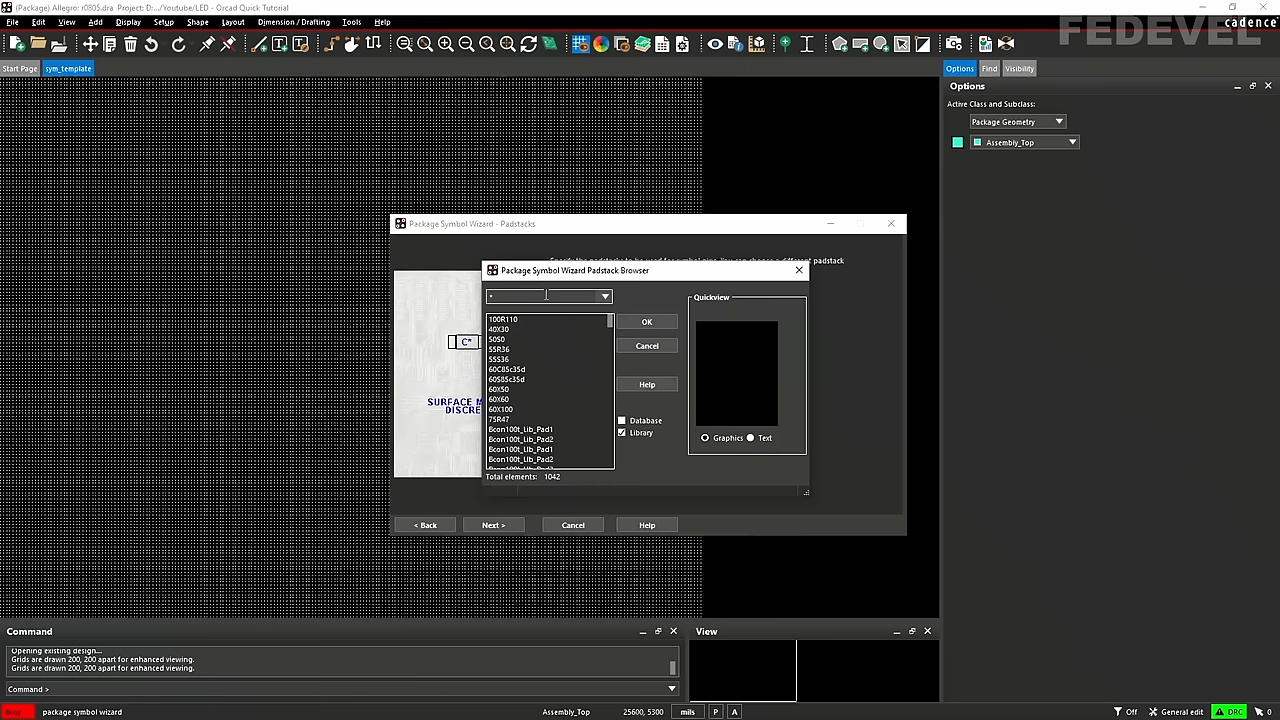 (Package) Allegro: r0805.dra Project: D:.../Youtube/LED - Orcad Quick Tutorial
File Edit View Add Display Setup Shape Layout Dimension / Drafting Tools Help
cadence
FEDEVEL
Start Page sym_template
Options Find Visibility
Options
Active Class and Subclass:
Package Geometry
Assembly_Top
Package Symbol Wizard - Padstacks
Package Symbol Wizard Padstack Browser
*
Quickview
100R110
40X30
50S0
55R36
55S36
60C85c35d
60S85c35d
60X50
60X60
60X100
75R47
Bcon100t_Lib_Pad1
Bcon100t_Lib_Pad2
Bcon100t_Lib_Pad1
Bcon100t_Lib_Pad2
OK
Cancel
Help
Database
Library
Graphics Text
Total elements: 1042
C*
SURFACE M
DISCRE
< Back Next > Cancel Help
Command
Opening existing design...
Grids are drawn 200, 200 apart for enhanced viewing.
Grids are drawn 200, 200 apart for enhanced viewing.
Command >
View
package symbol wizard
Assembly_Top 25600, 5300 mils P A
Off General edit DRC 0